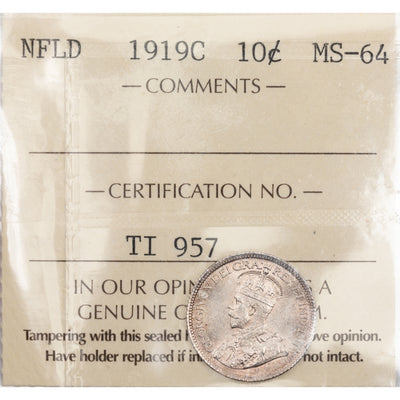 NFLD 1919C 10¢ MS-64
— COMMENTS —
— CERTIFICATION NO. —
TI 957
IN OUR A
GENUINE
Tampering with this sealed opinion.
Have holder replaced if not intact.